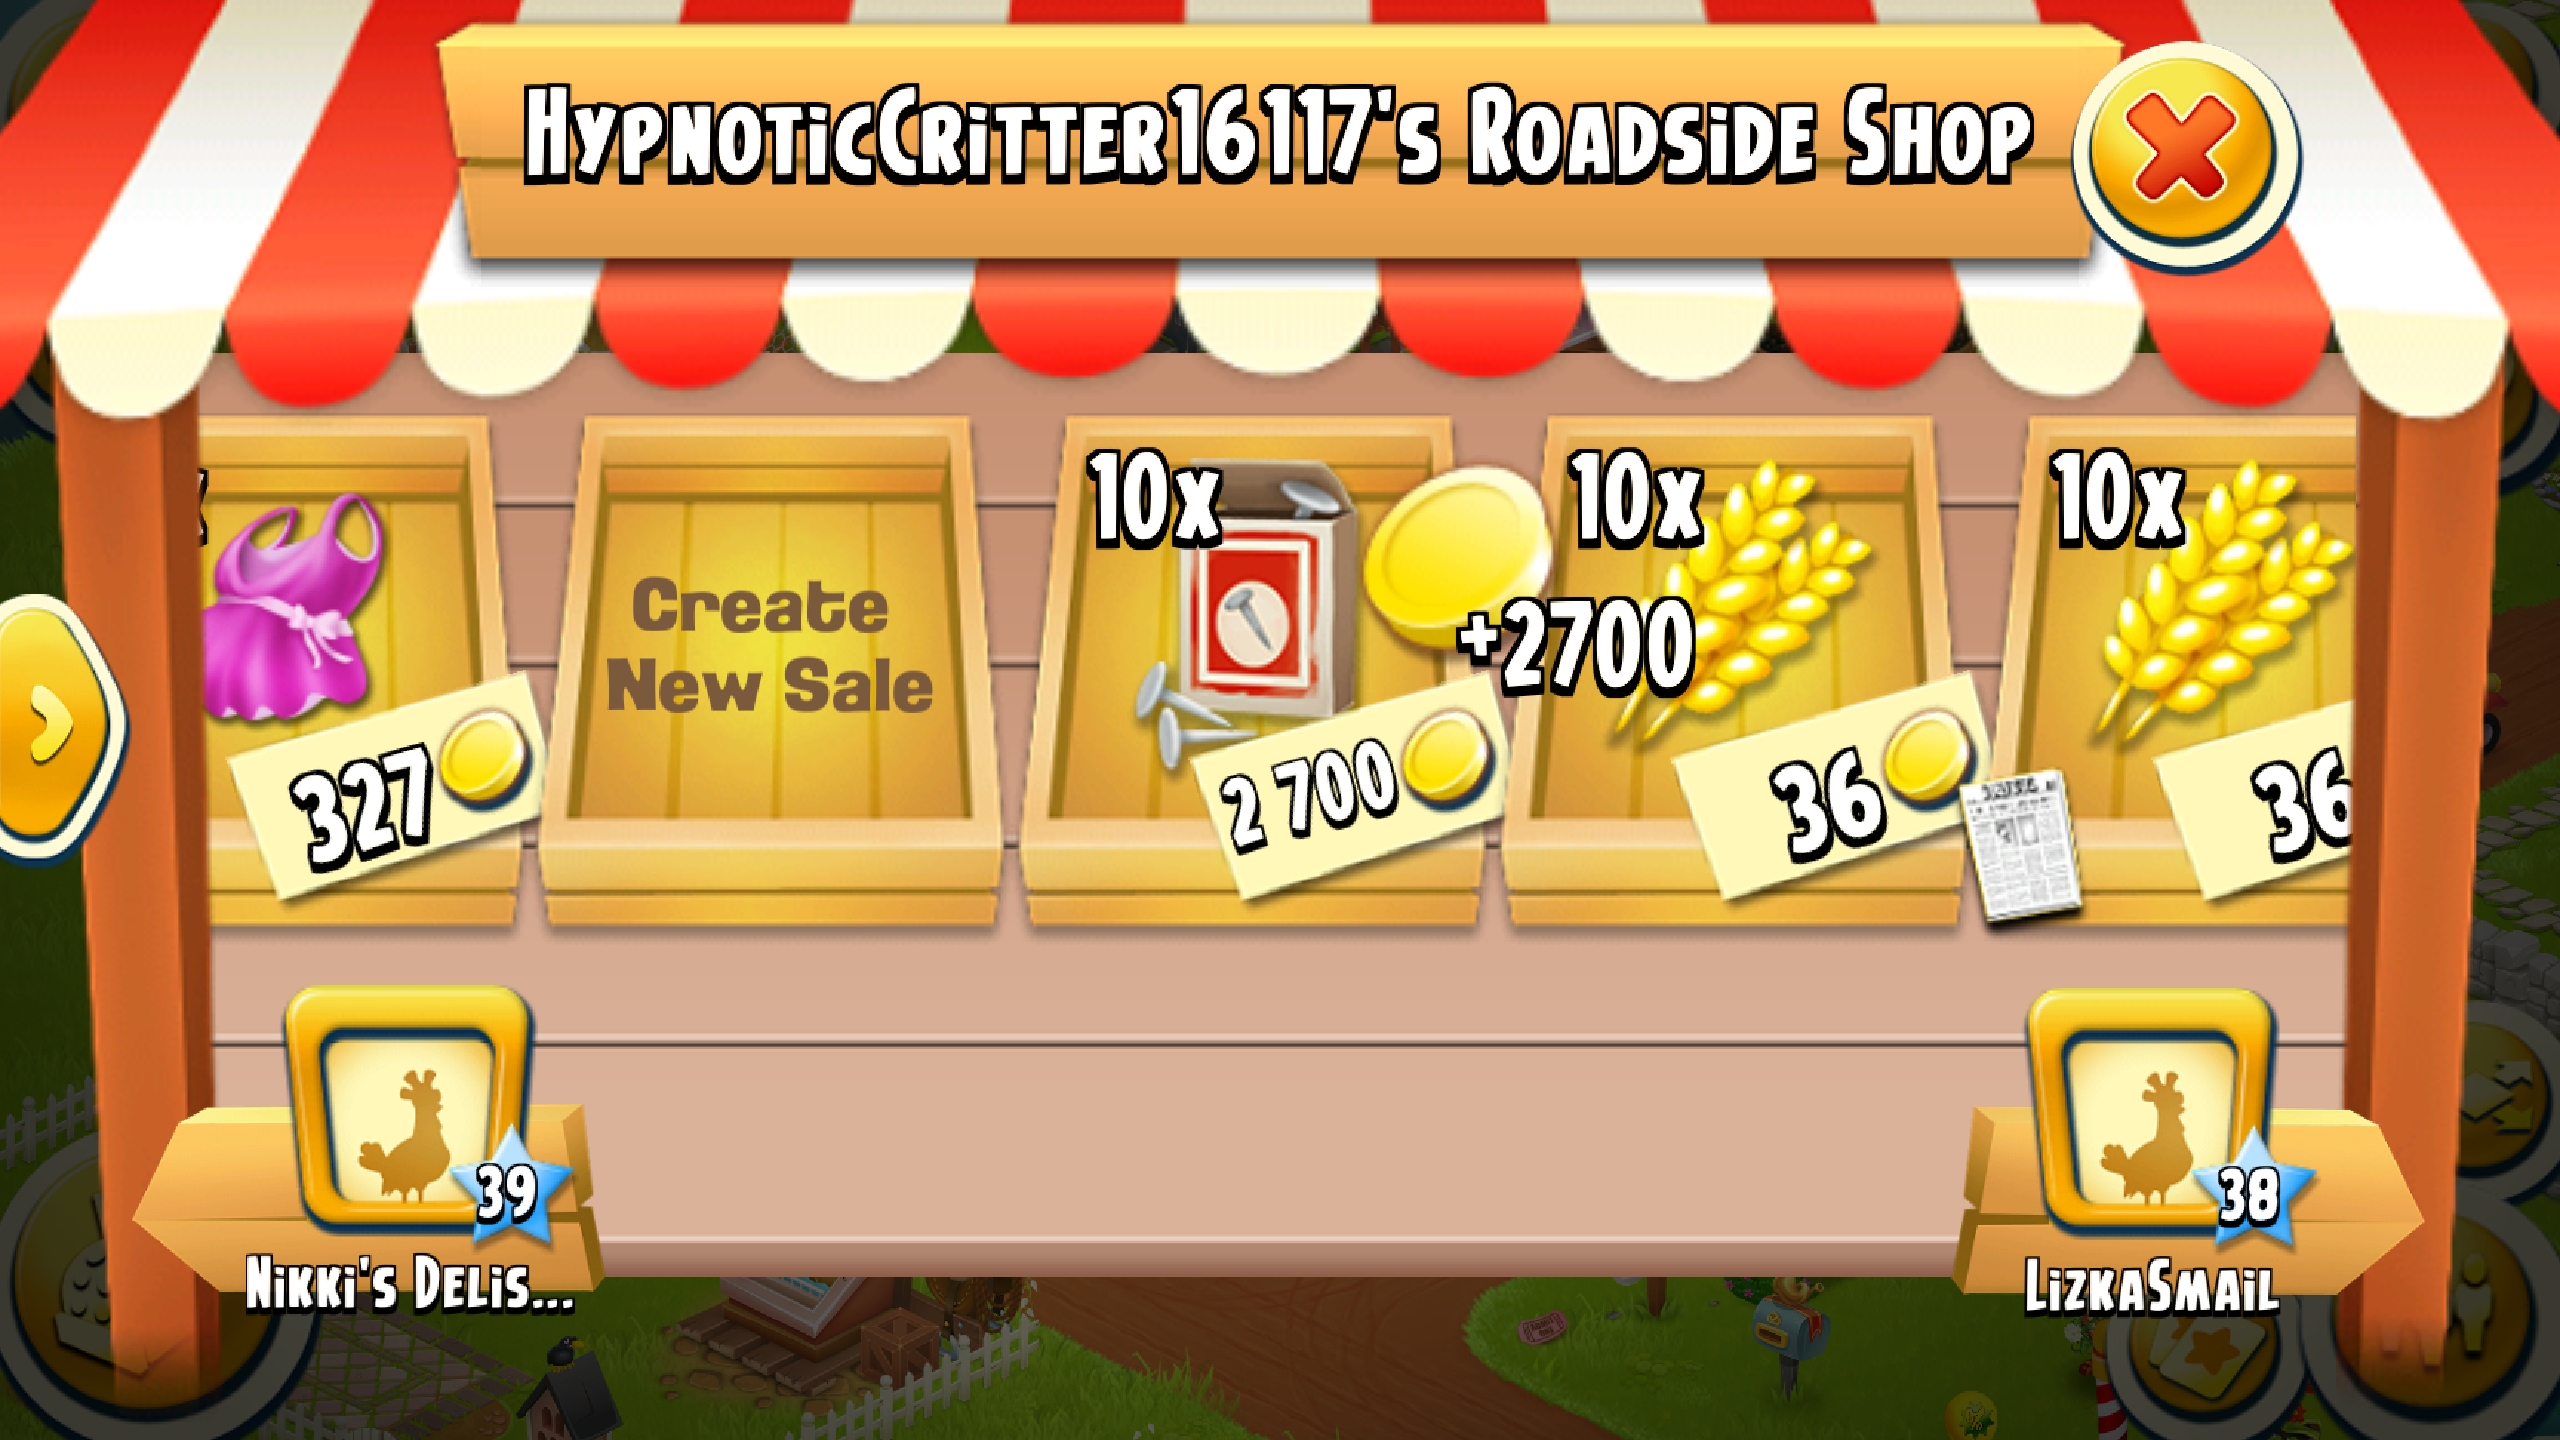 HypnoticCritter16117's Roadside Shop
10x
10x
10x
Create
New Sale
+2700
327
2 700
36
36
39
38
Nikki's Delis...
LizkaSmail